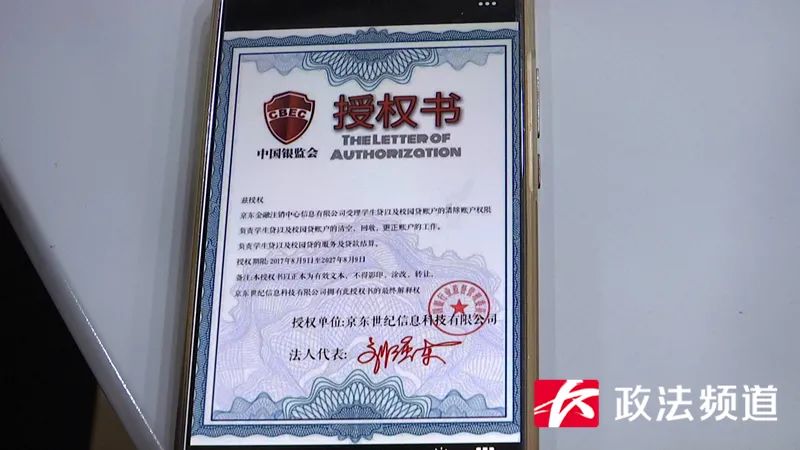 CBEC
中国银监会
授权书
THE LETTER OF
AUTHORIZATION
兹授权
京东金融注销中心信息有限公司受理学生贷以及校园贷账户的清除账户权限
负责学生贷以及校园贷账户的清空、回收、更正账户的工作。
负责学生贷以及校园贷的服务及贷款结算。
授权期限:2017年8月9日至2027年8月9日
备注:本授权书以正本为有效文本，不得影印、涂改、转让。
京东世纪信息科技有限公司拥有此授权书的最终解释权
授权单位:京东世纪信息科技有限公司
法人代表:刘强东
政法频道